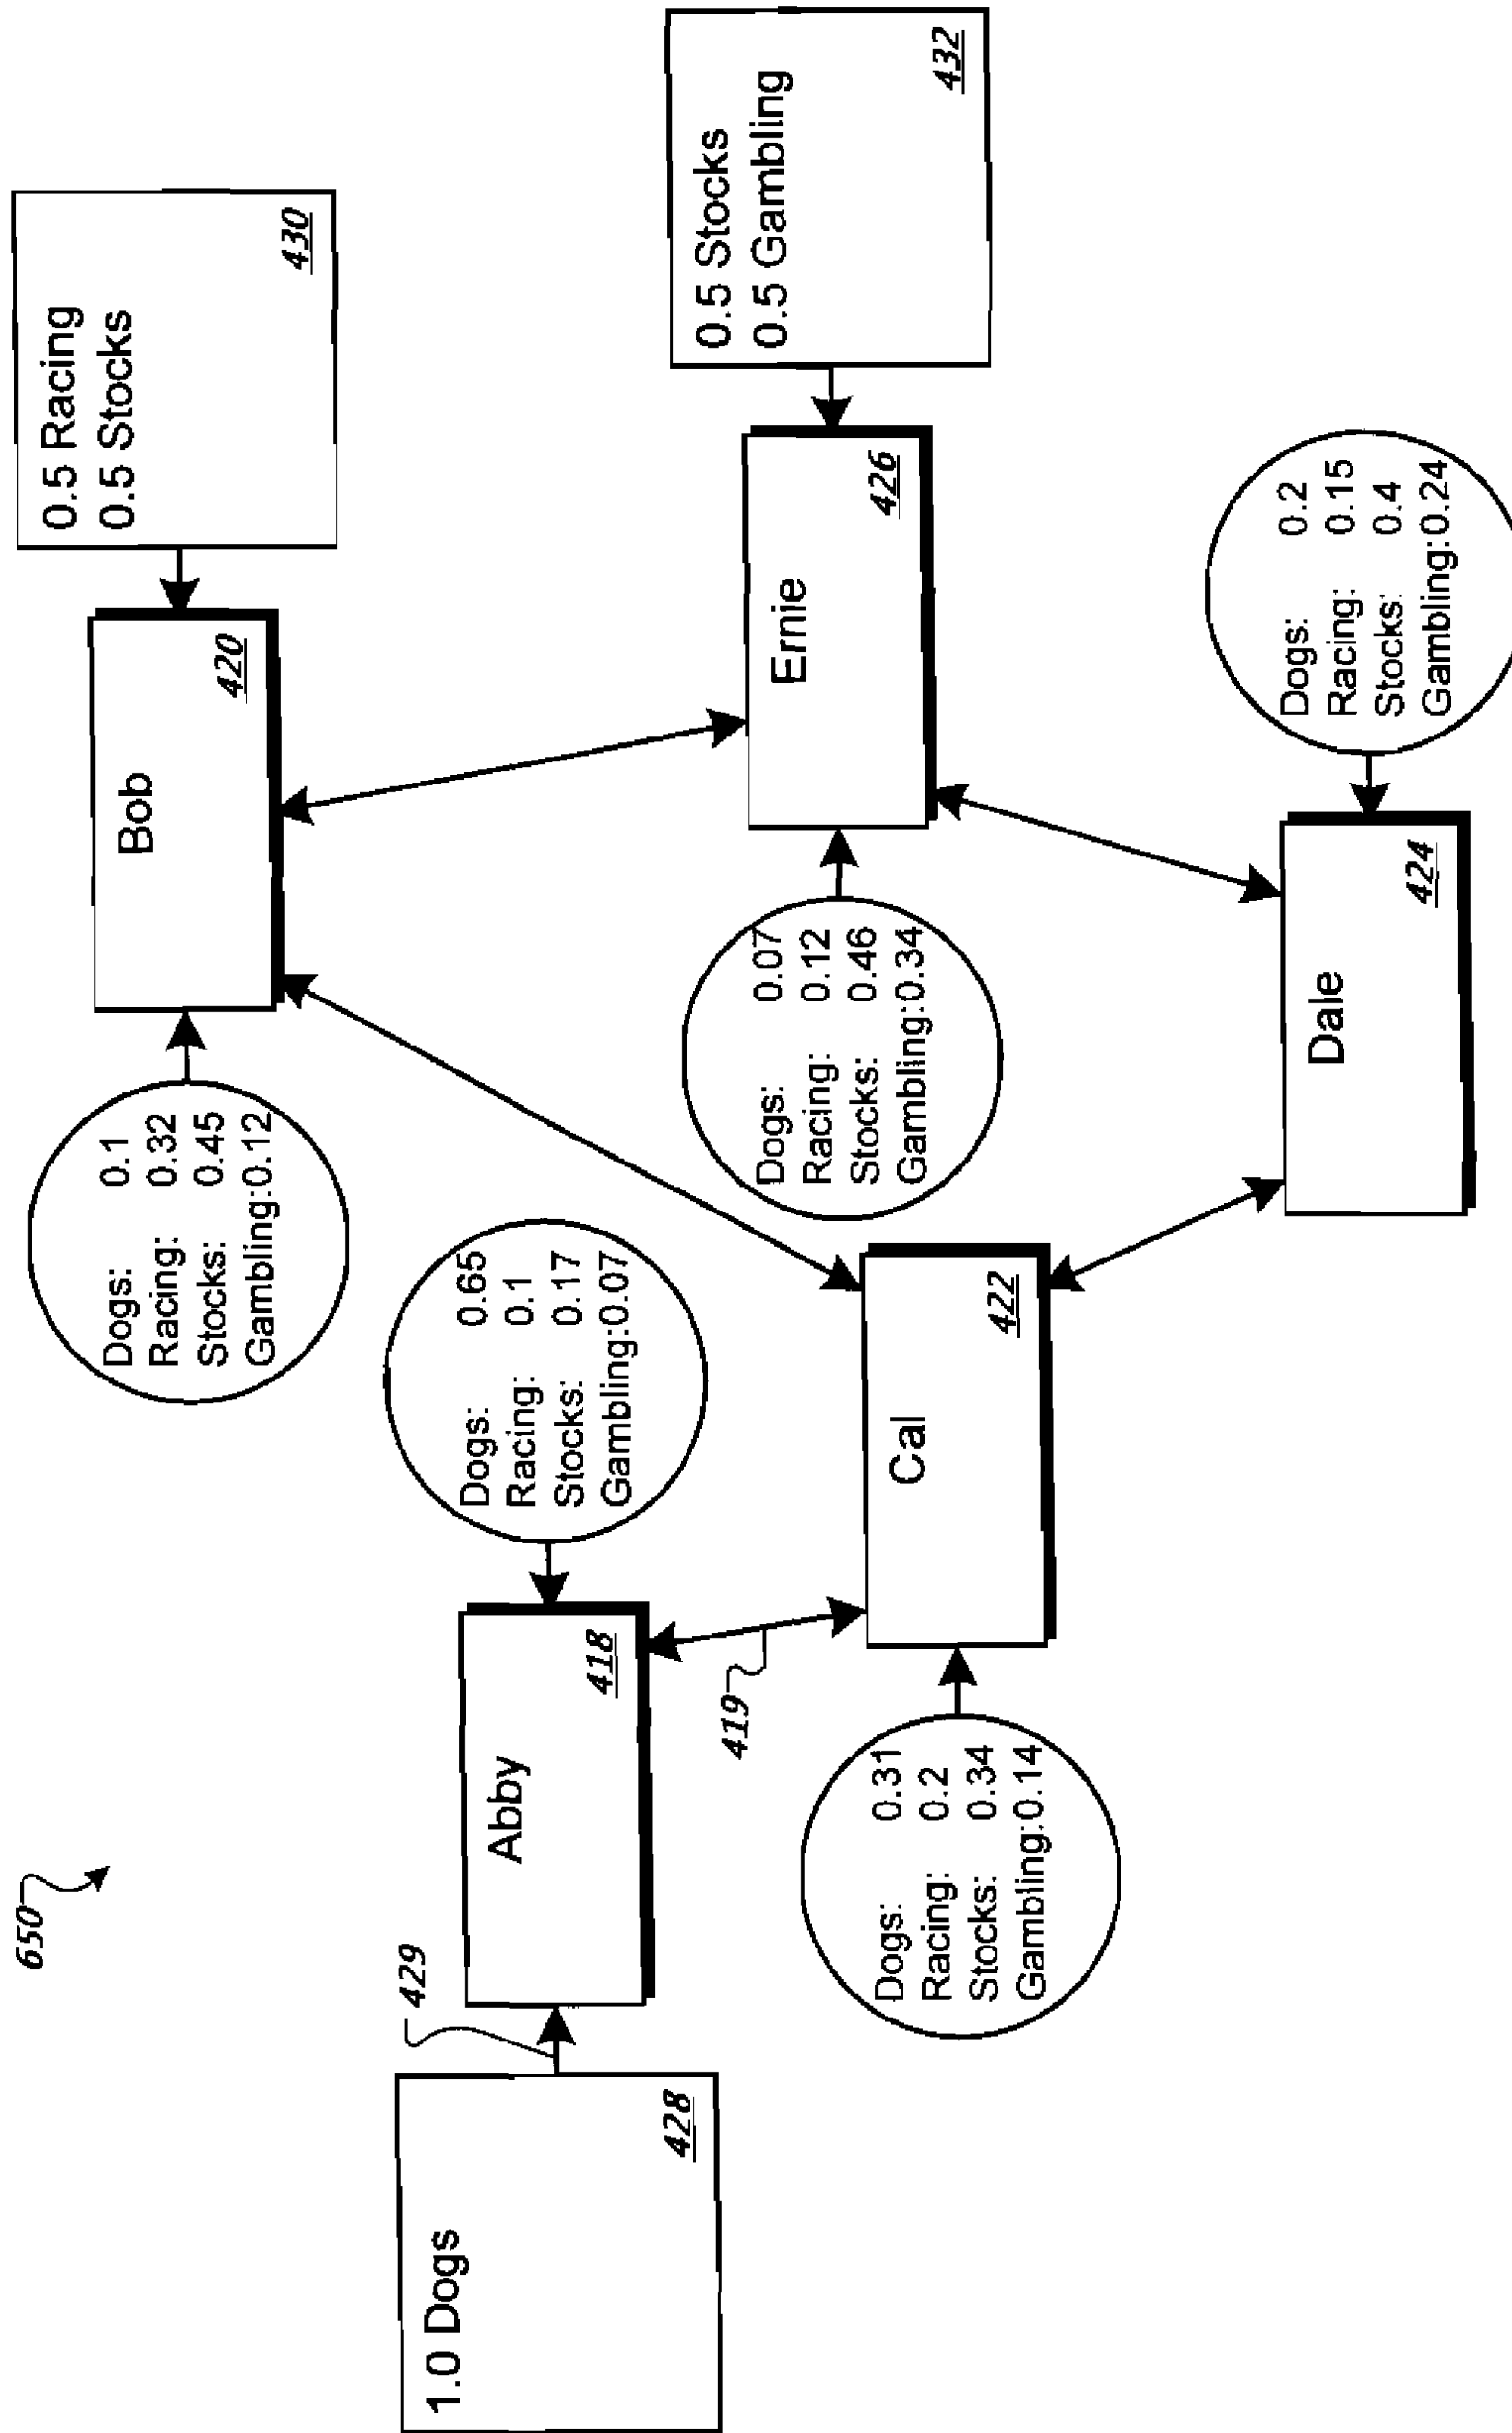 650
0.5 Racing
0.5 Stocks
430
Bob
420
Dogs: 0.1
Racing: 0.32
Stocks: 0.45
Gambling:0.12
1.0 Dogs
428
429
Abby
418
Dogs: 0.65
Racing: 0.1
Stocks: 0.17
Gambling:0.07
419
0.5 Stocks
0.5 Gambling
432
Ernie
426
Dogs: 0.07
Racing: 0.12
Stocks: 0.46
Gambling:0.34
Cal
422
Dogs: 0.31
Racing: 0.2
Stocks: 0.34
Gambling:0.14
Dale
424
Dogs: 0.2
Racing: 0.15
Stocks: 0.4
Gambling:0.24